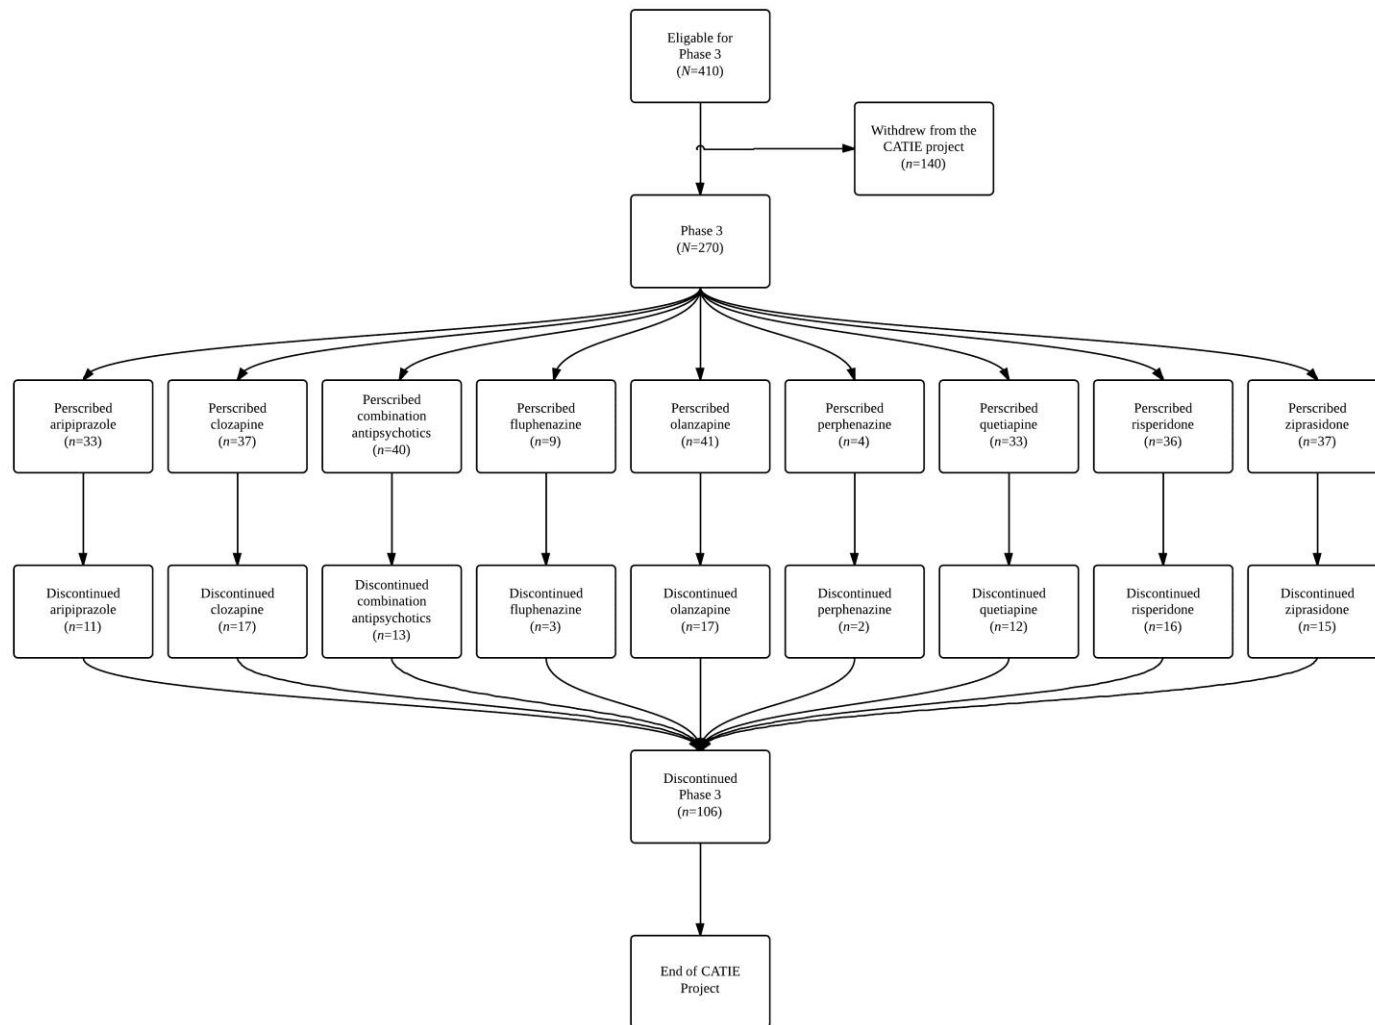 Eligable for
Phase 3
(N=410)
Withdrew from the
CATIE project
(n=140)
Phase 3
(N=270)
Perscribed
aripiprazole
(n=33)
Perscribed
clozapine
(n=37)
Perscribed
combination
antipsychotics
(n=40)
Perscribed
fluphenazine
(n=9)
Perscribed
olanzapine
(n=41)
Perscribed
perphenazine
(n=4)
Perscribed
quetiapine
(n=33)
Perscribed
risperidone
(n=36)
Perscribed
ziprasidone
(n=37)
Discontinued
aripiprazole
(n=11)
Discontinued
clozapine
(n=17)
Discontinued
combination
antipsychotics
(n=13)
Discontinued
fluphenazine
(n=3)
Discontinued
olanzapine
(n=17)
Discontinued
perphenazine
(n=2)
Discontinued
quetiapine
(n=12)
Discontinued
risperidone
(n=16)
Discontinued
ziprasidone
(n=15)
Discontinued
Phase 3
(n=106)
End of CATIE
Project